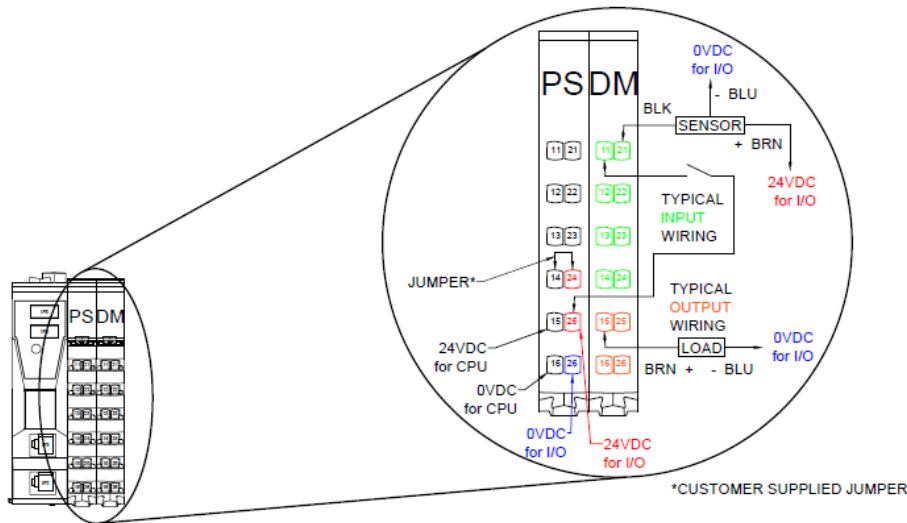 0VDC
for I/O
- BLU
BLK
SENSOR
+ BRN
24VDC
for I/O
PS DM
11 21 11 21
12 22 12 22
13 23 13 23
14 24 14 24
15 25 15 25
16 26 16 26
TYPICAL
INPUT
WIRING
JUMPER*
TYPICAL
OUTPUT
WIRING
LOAD
0VDC
for I/O
BRN + - BLU
24VDC
for CPU
0VDC
for CPU
0VDC
for I/O
24VDC
for I/O
PS DM
*CUSTOMER SUPPLIED JUMPER